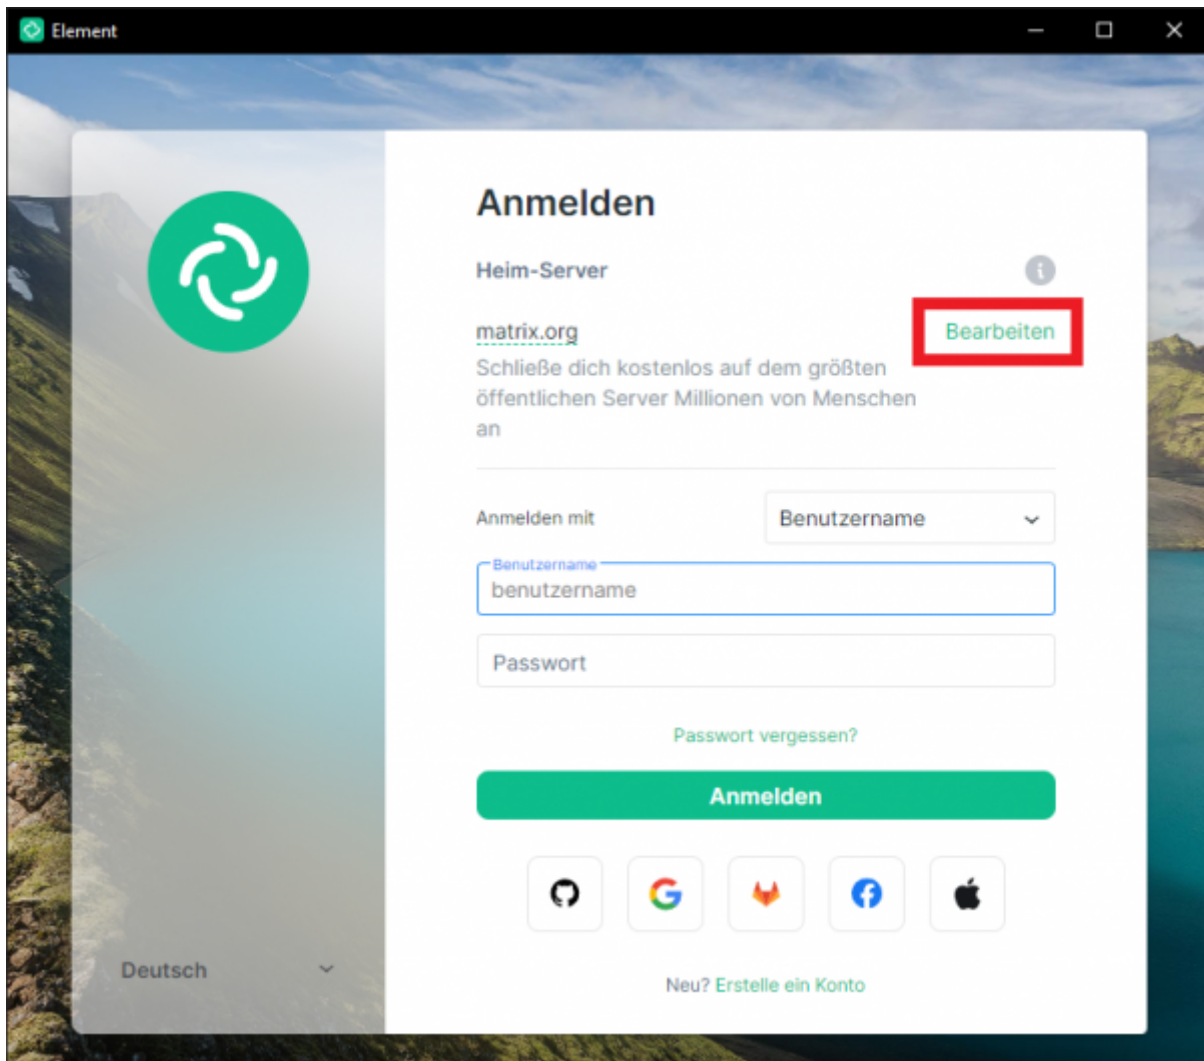 Element
Anmelden
Heim-Server
matrix.org
Bearbeiten
Schließe dich kostenlos auf dem größten
öffentlichen Server Millionen von Menschen
an
Anmelden mit
Benutzername
Benutzername
benutzername
Passwort
Passwort vergessen?
Anmelden
Deutsch
Neu? Erstelle ein Konto